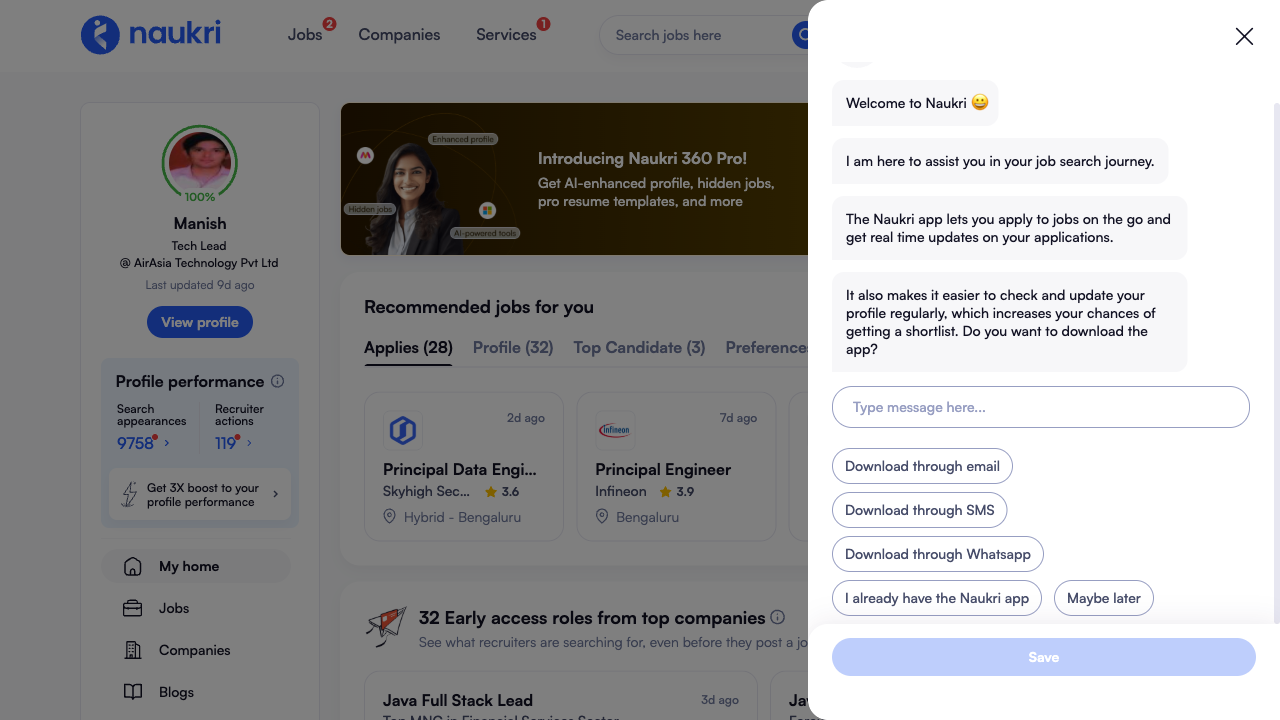 naukri
Jobs
2
Companies
Services
1
Search jobs here
100%
Manish
Tech Lead
@ AirAsia Technology Pvt Ltd
Last updated 9d ago
View profile
Profile performance
Search
appearances
9758
Recruiter
actions
119
Get 3X boost to your
profile performance
My home
Jobs
Companies
Blogs
Enhanced profile
Hidden jobs
AI-powered tools
Introducing Naukri 360 Pro!
Get AI-enhanced profile, hidden jobs,
pro resume templates, and more
Recommended jobs for you
Applies (28)
Profile (32)
Top Candidate (3)
Preferences
2d ago
Principal Data Engi...
Skyhigh Sec...
3.6
Hybrid - Bengaluru
Infineon
7d ago
Principal Engineer
Infineon
3.9
Bengaluru
32 Early access roles from top companies
See what recruiters are searching for, even before they post a jo
Java Full Stack Lead
3d ago
Top MNC in Financial Services Sector
Welcome to Naukri 😀
I am here to assist you in your job search journey.
The Naukri app lets you apply to jobs on the go and
get real time updates on your applications.
It also makes it easier to check and update your
profile regularly, which increases your chances of
getting a shortlist. Do you want to download the
app?
Type message here...
Download through email
Download through SMS
Download through Whatsapp
I already have the Naukri app
Maybe later
Save